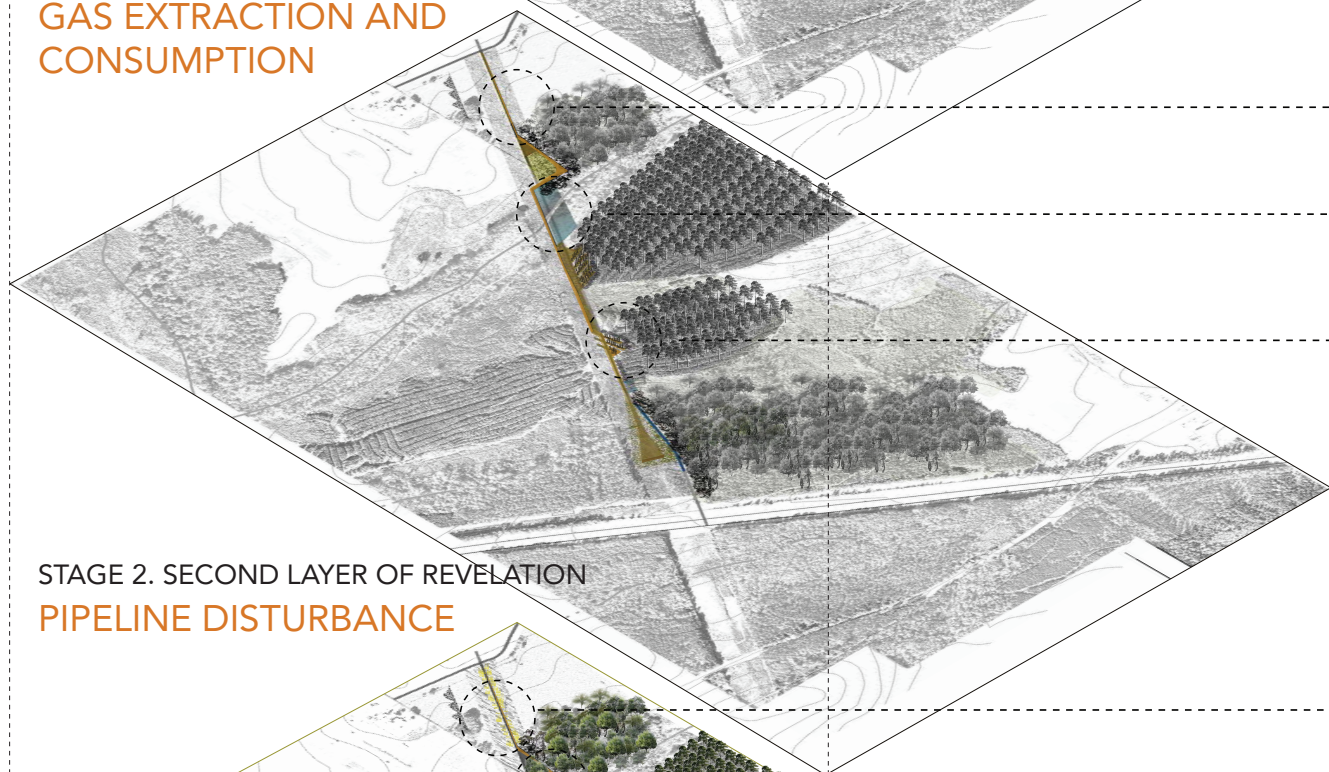 GAS EXTRACTION AND
CONSUMPTION
STAGE 2. SECOND LAYER OF REVELATION
PIPELINE DISTURBANCE